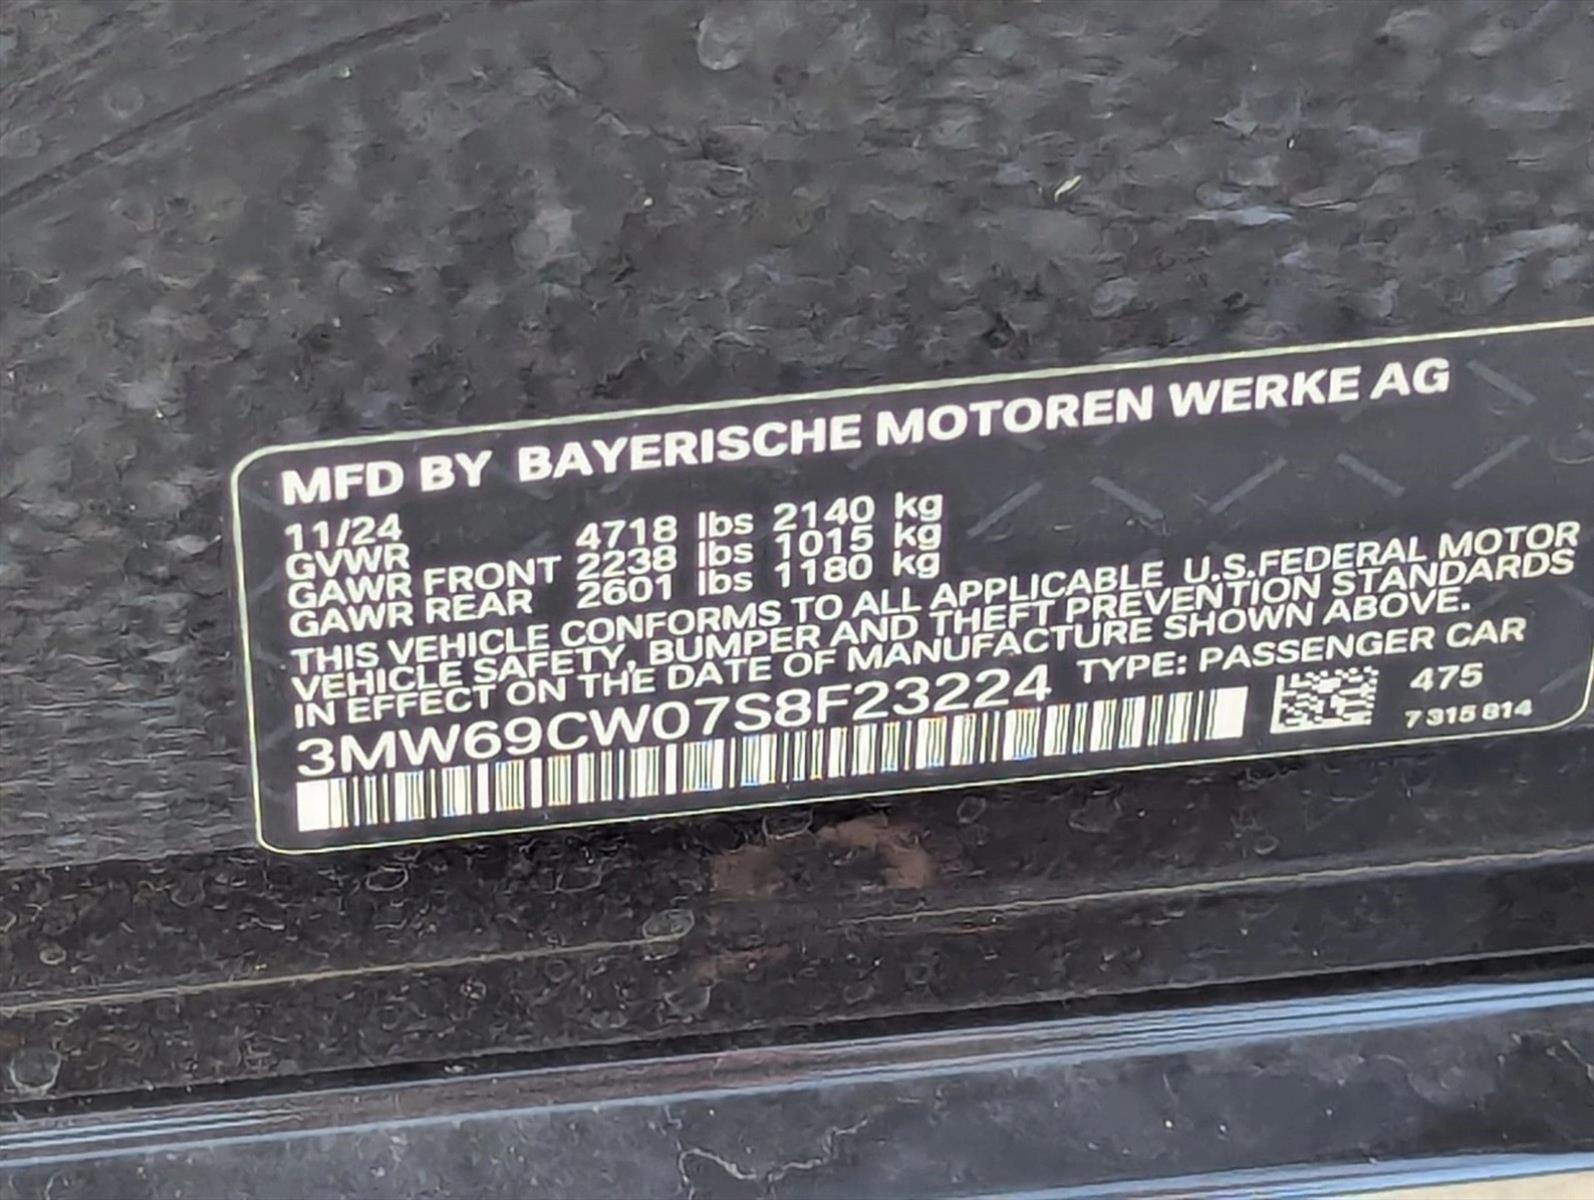 MFD BY BAYERISCHE MOTOREN WERKE AG
11/24
GVWR 4718 lbs 2140 kg
GAWR FRONT 2238 lbs 1015 kg
GAWR REAR 2601 lbs 1180 kg
THIS VEHICLE CONFORMS TO ALL APPLICABLE U.S.FEDERAL MOTOR
VEHICLE SAFETY, BUMPER AND THEFT PREVENTION STANDARDS
IN EFFECT ON THE DATE OF MANUFACTURE SHOWN ABOVE.
3MW69CW07S8F23224 TYPE: PASSENGER CAR
475
7 315 814